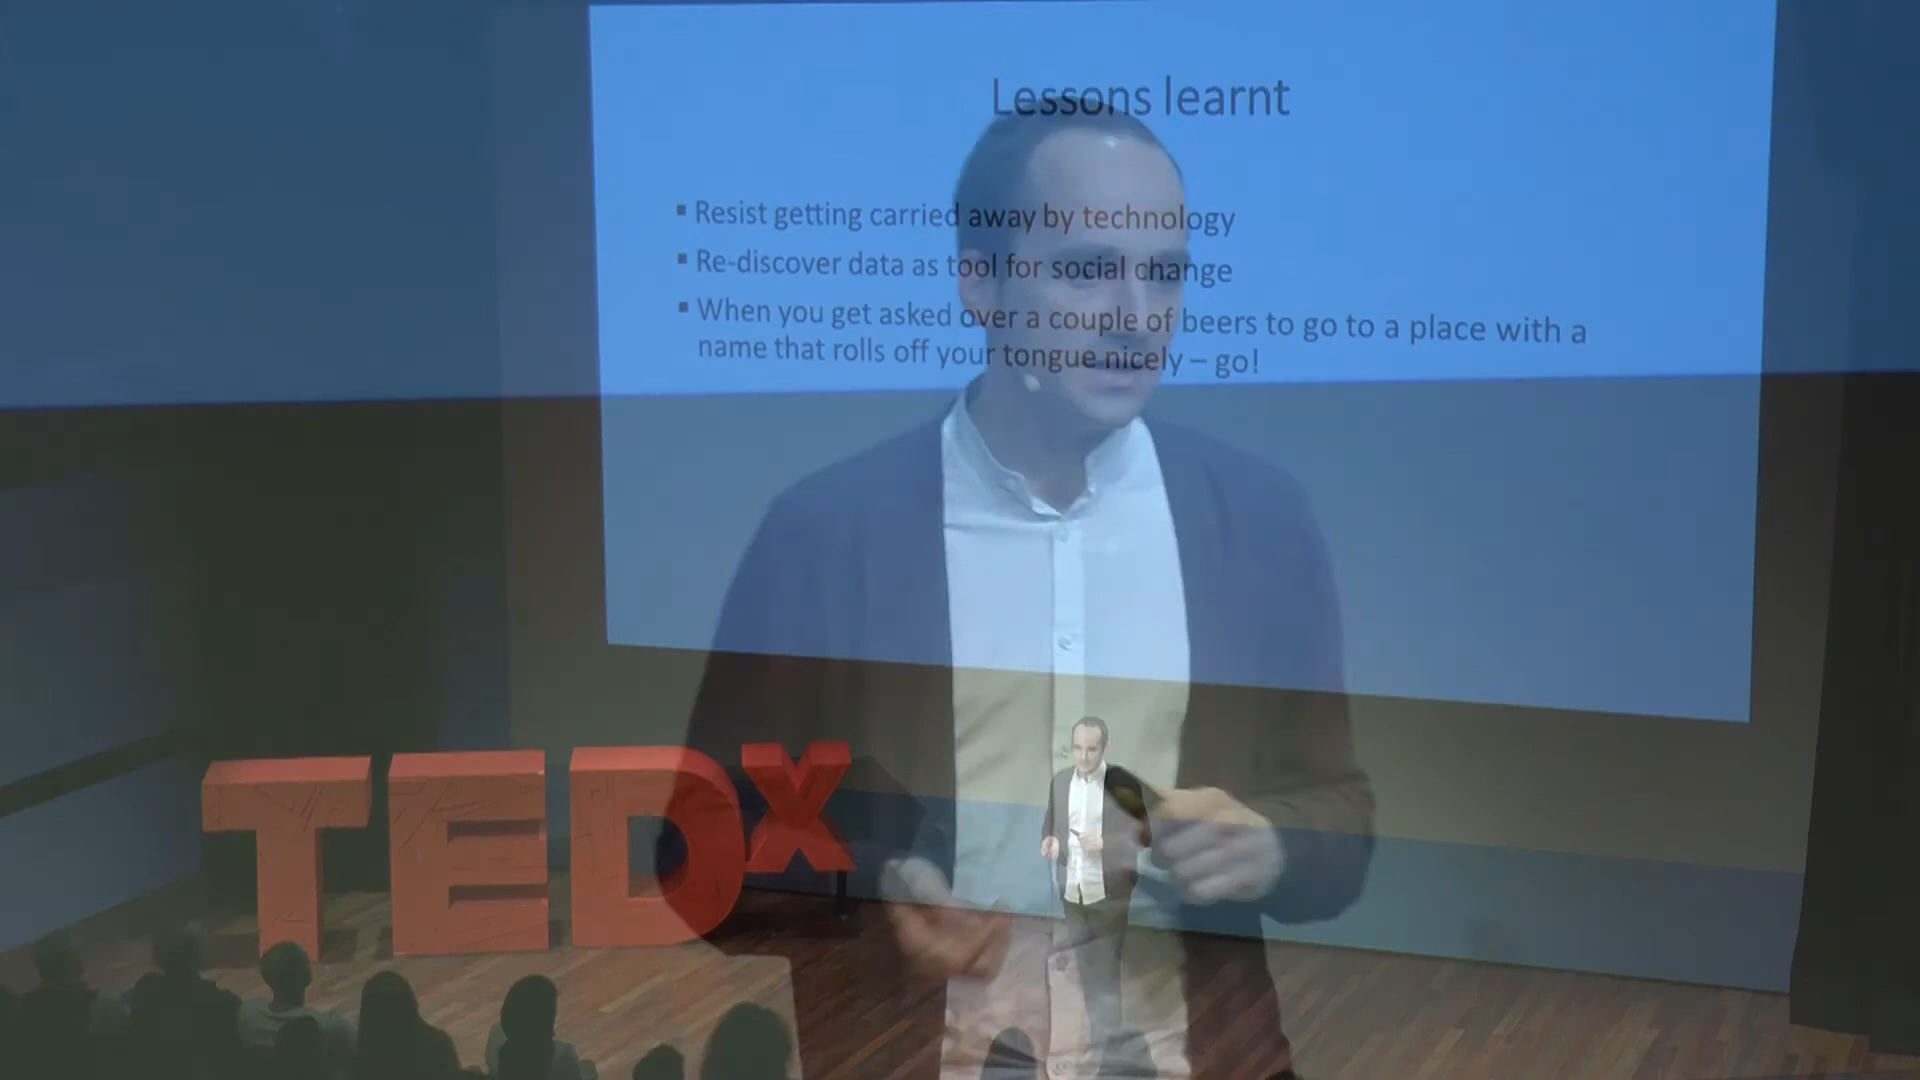 Lessons learnt
▪ Resist getting carried away by technology
▪ Re-discover data as tool for social change
▪ When you get asked over a couple of beers to go to a place with a
name that rolls off your tongue nicely – go!
TEDx